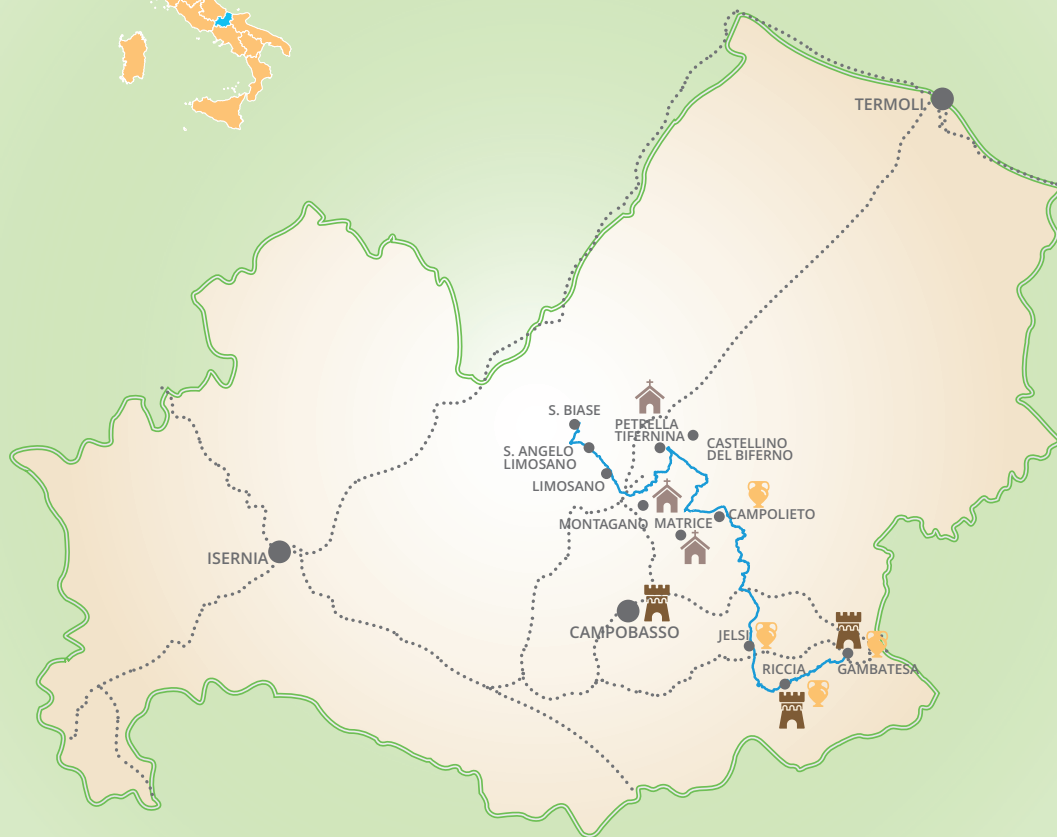 TERMOLI
S. BIASE
PETRELLA
TIFERNINA
S. ANGELO
LIMOSANO
CASTELLINO
DEL BIFERNO
LIMOSANO
MONTAGANO
MATRICE
CAMPOLIETO
ISERNIA
CAMPOBASSO
JELSI
RICCIA
GAMBATESA